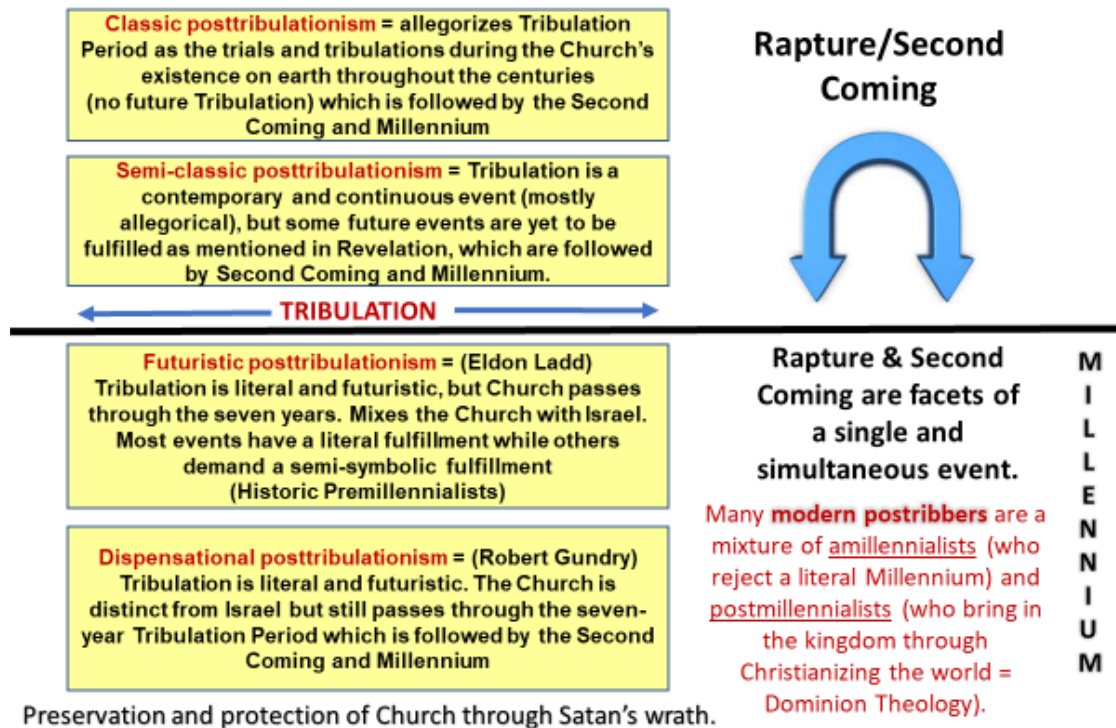 Classic posttribulationism = allegorizes Tribulation
Period as the trials and tribulations during the Church's
existence on earth throughout the centuries
(no future Tribulation) which is followed by the Second
Coming and Millennium
Semi-classic posttribulationism = Tribulation is a
contemporary and continuous event (mostly
allegorical), but some future events are yet to be
fulfilled as mentioned in Revelation, which are followed
by Second Coming and Millennium.
TRIBULATION
Rapture/Second
Coming
Futuristic posttribulationism = (Eldon Ladd)
Tribulation is literal and futuristic, but Church passes
through the seven years. Mixes the Church with Israel.
Most events have a literal fulfillment while others
demand a semi-symbolic fulfillment
(Historic Premillennialists)
Dispensational posttribulationism = (Robert Gundry)
Tribulation is literal and futuristic. The Church is
distinct from Israel but still passes through the seven-
year Tribulation Period which is followed by the Second
Coming and Millennium
Preservation and protection of Church through Satan's wrath.
Rapture & Second
Coming are facets of
a single and
simultaneous event.
Many modern postribbers are a
mixture of amillennialists (who
reject a literal Millennium) and
postmillennialists (who bring in
the kingdom through
Christianizing the world =
Dominion Theology).
MILLENNIUM